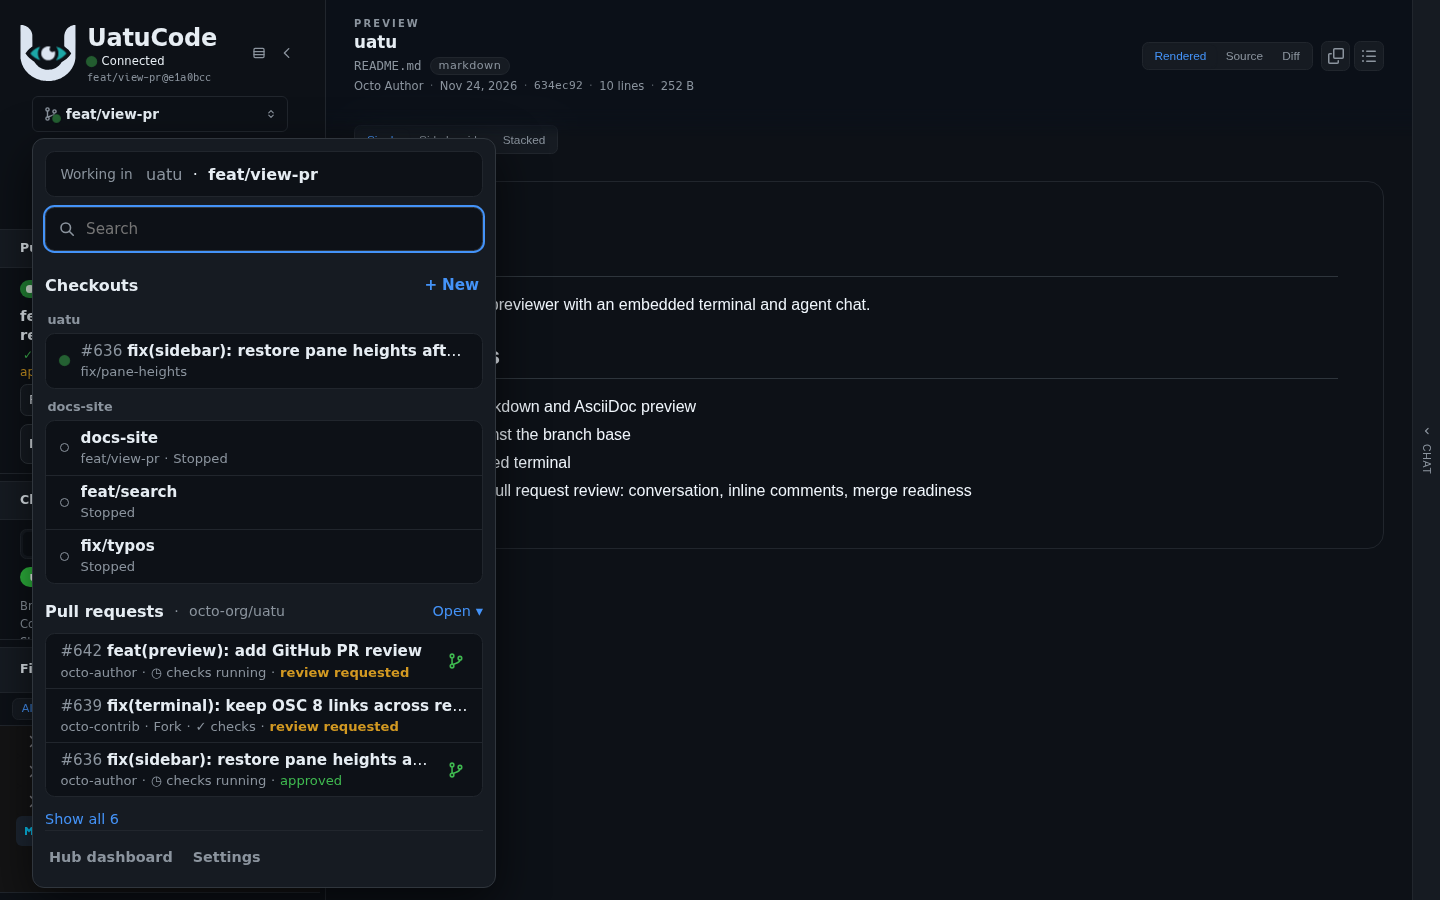 UatuCode
Connected
feat/view-pr@e1a0bcc
feat/view-pr
Working in uatu · feat/view-pr
Search
Checkouts
+ New
uatu
#636 fix(sidebar): restore pane heights aft…
fix/pane-heights
docs-site
docs-site
feat/view-pr · Stopped
feat/search
Stopped
fix/typos
Stopped
Pull requests · octo-org/uatu
Open ▾
#642 feat(preview): add GitHub PR review
octo-author · ◷ checks running · review requested
#639 fix(terminal): keep OSC 8 links across re…
octo-contrib · Fork · ✓ checks · review requested
#636 fix(sidebar): restore pane heights a…
octo-author · ◷ checks running · approved
Show all 6
Hub dashboard
Settings
PREVIEW
uatu
README.md markdown
Octo Author · Nov 24, 2026 · 634ec92 · 10 lines · 252 B
Rendered
Source
Diff
Stacked
previewer with an embedded terminal and agent chat.
and AsciiDoc preview
the branch base
terminal
request review: conversation, inline comments, merge readiness
CHAT